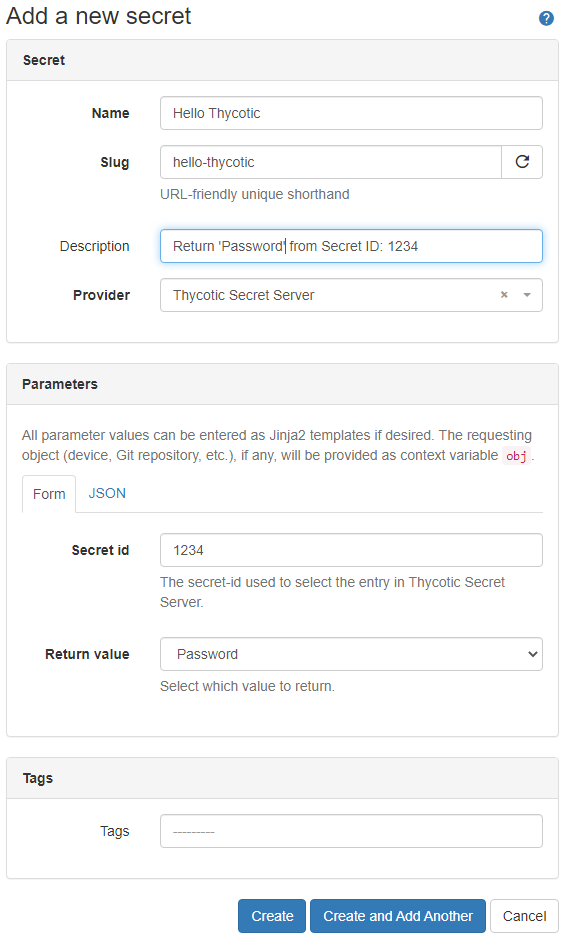 Add a new secret
?
Secret
Name
Hello Thycotic
Slug
hello-thycotic
URL-friendly unique shorthand
Description
Return 'Password' from Secret ID: 1234
Provider
Thycotic Secret Server
×
Parameters
All parameter values can be entered as Jinja2 templates if desired. The requesting
object (device, Git repository, etc.), if any, will be provided as context variable obj .
Form
JSON
Secret id
1234
The secret-id used to select the entry in Thycotic Secret
Server.
Return value
Password
Select which value to return.
Tags
Tags
---------
Create
Create and Add Another
Cancel